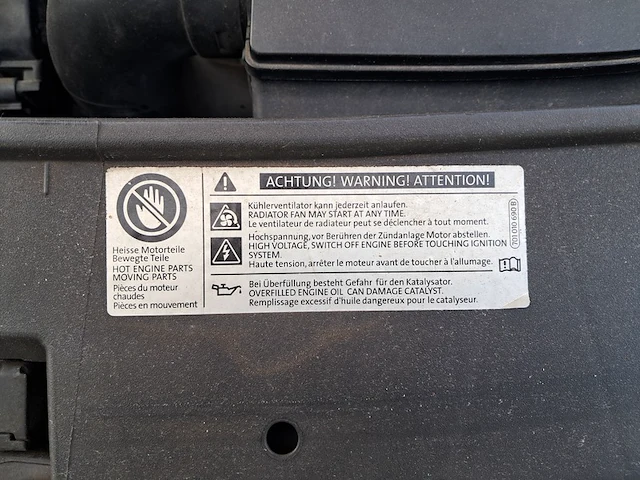 ACHTUNG! WARNING! ATTENTION!
Kühlerventilator kann jederzeit anlaufen.
RADIATOR FAN MAY START AT ANY TIME.
Le ventilateur de radiateur peut se déclencher à tout moment.
Hochspannung, vor Berühren der Zündanlage Motor abstellen.
HIGH VOLTAGE, SWITCH OFF ENGINE BEFORE TOUCHING IGNITION
SYSTEM.
Haute tension, arrêter le moteur avant de toucher à l'allumage.
Bei Überfüllung besteht Gefahr für den Katalysator.
OVERFILLED ENGINE OIL CAN DAMAGE CATALYST.
Remplissage excessif d'huile dangereux pour le catalyseur.
Heisse Motorteile
Bewegte Teile
HOT ENGINE PARTS
MOVING PARTS
Pièces du moteur
chaudes
Pièces en mouvement
7D0 010 690 B